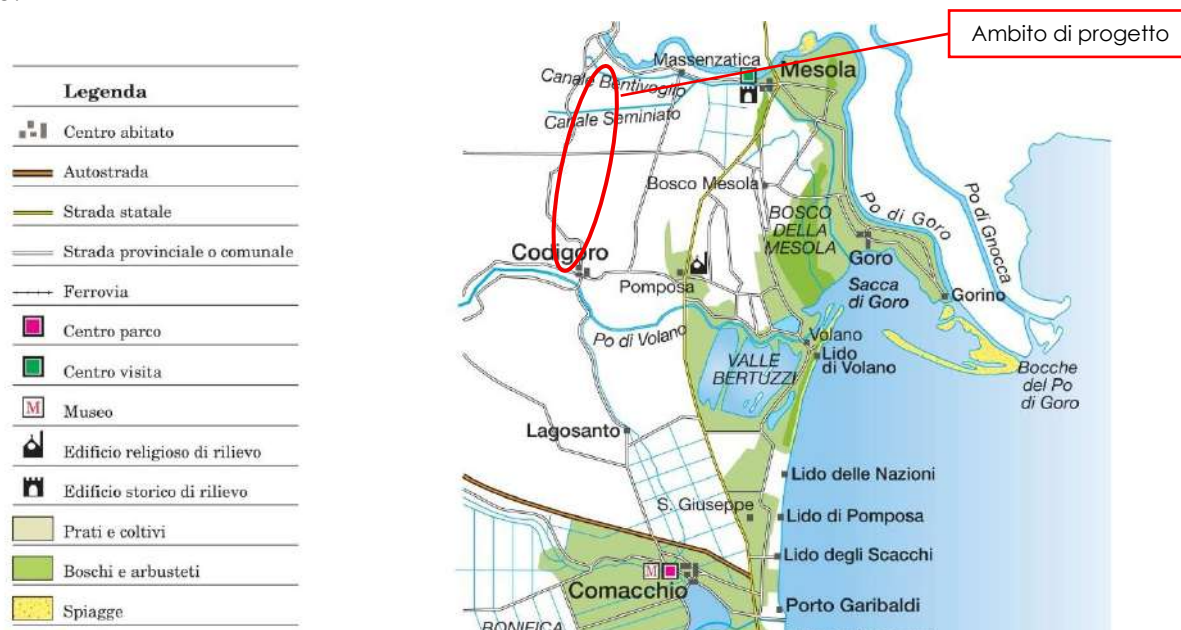 Ambito di progetto
Legenda
Centro abitato
Autostrada
Strada statale
Strada provinciale o comunale
Ferrovia
Centro parco
Centro visita
M Museo
Edificio religioso di rilievo
Edificio storico di rilievo
Prati e coltivi
Boschi e arbusteti
Spiagge
Massenzatica
Mesola
Canale Bentivoglio
Canale Seminiato
Bosco Mesola
BOSCO
DELLA
MESOLA
Po di Goro
Po di Gnocca
Codigoro
Goro
Pomposa
Sacca
di Goro
Gorino
Po di Volano
Volano
Lido
di Volano
VALLE
BERTUZZI
Bocche
del Po
di Goro
Lagosanto
Lido delle Nazioni
S. Giuseppe
Lido di Pomposa
Lido degli Scacchi
M
Comacchio
Porto Garibaldi
BONIFICA